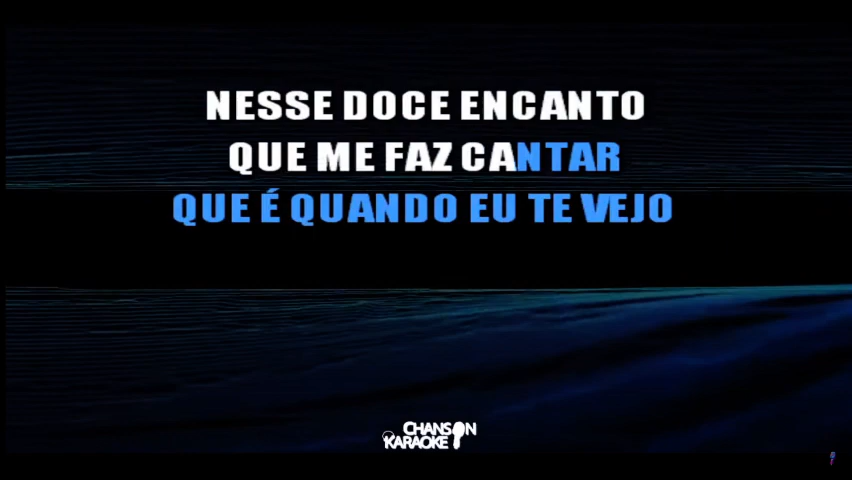 NESSE DOCE ENCANTO
QUE ME FAZ CANTAR
QUE É QUANDO EU TE VEJO
CHANSON
KARAOKE